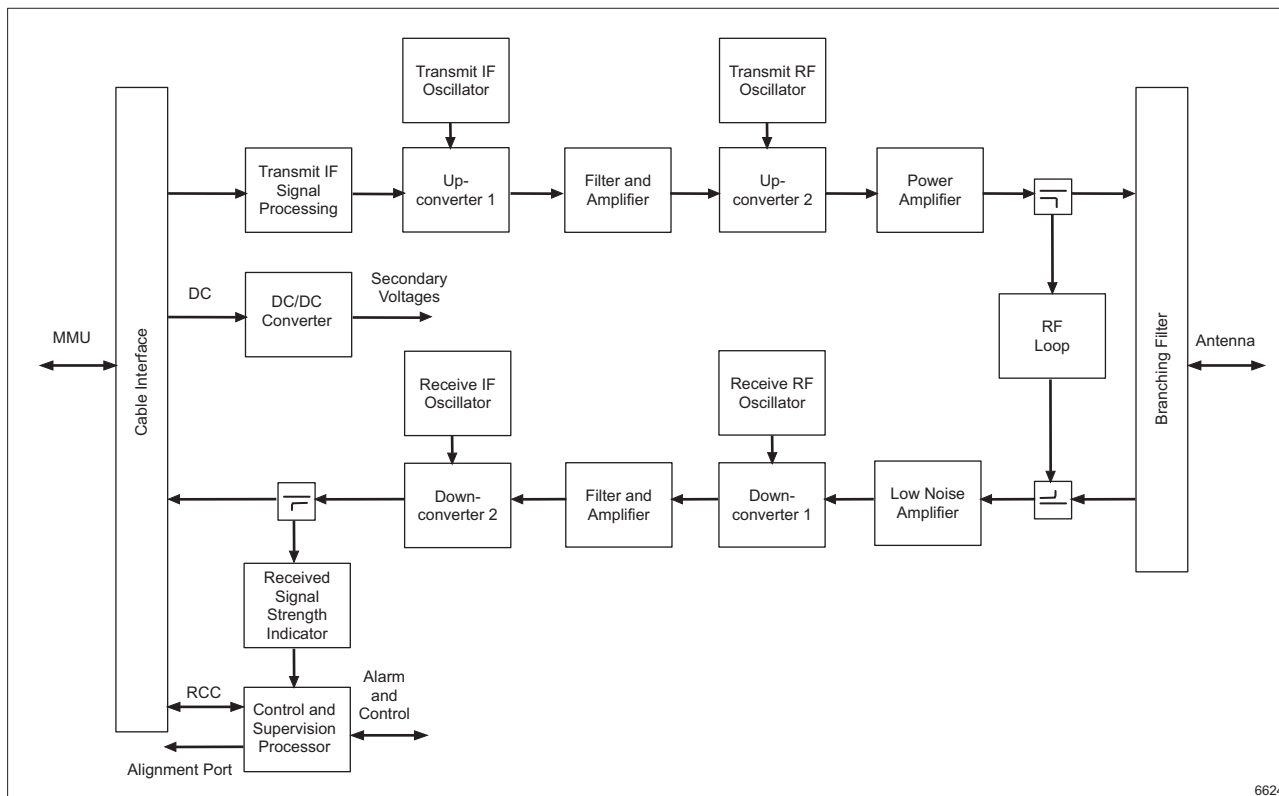 Transmit IF
Oscillator
Transmit RF
Oscillator
Transmit IF
Signal
Processing
Up-
converter 1
Filter and
Amplifier
Up-
converter 2
Power
Amplifier
DC
DC/DC
Converter
Secondary
Voltages
MMU
Cable Interface
RF
Loop
Branching Filter
Antenna
Receive IF
Oscillator
Receive RF
Oscillator
Down-
converter 2
Filter and
Amplifier
Down-
converter 1
Low Noise
Amplifier
Received
Signal
Strength
Indicator
RCC
Control and
Supervision
Processor
Alarm
and
Control
Alignment Port
6624